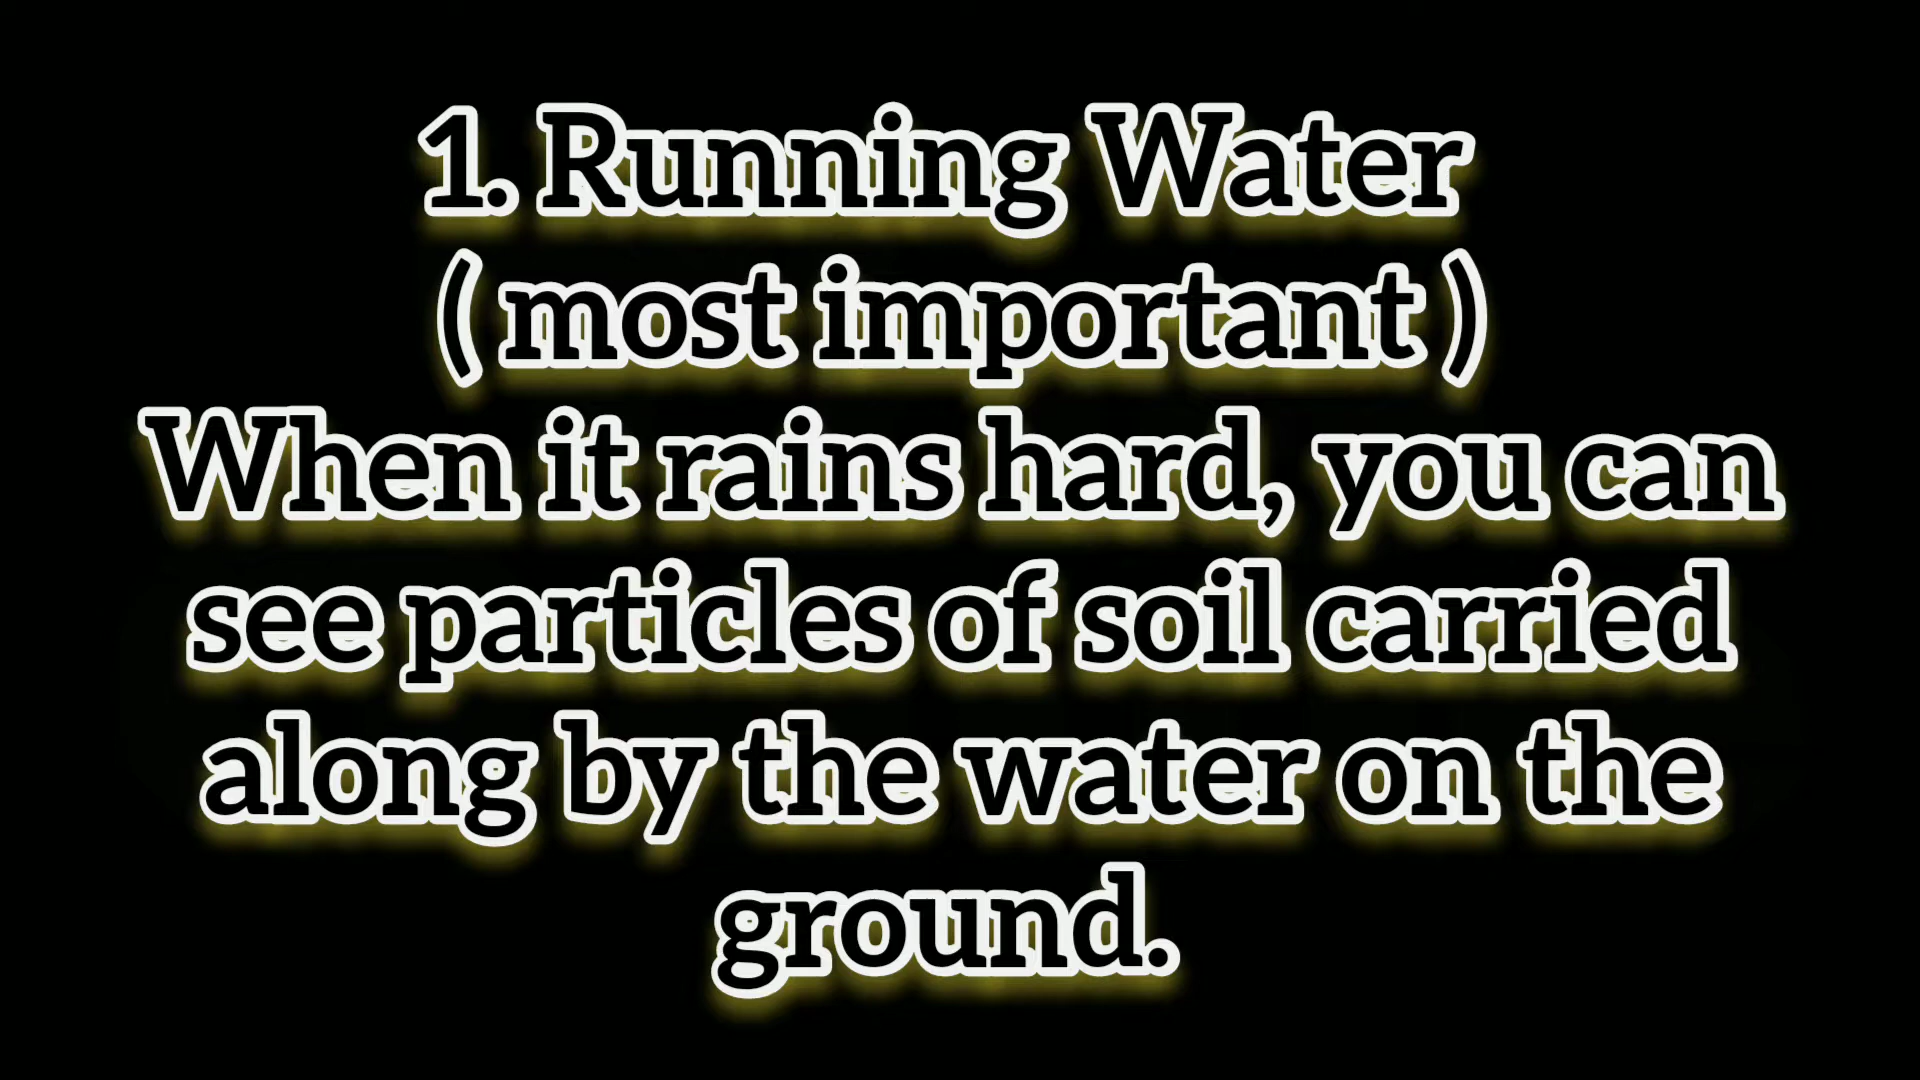 1. Running Water
( most important )
When it rains hard, you can
see particles of soil carried
along by the water on the
ground.